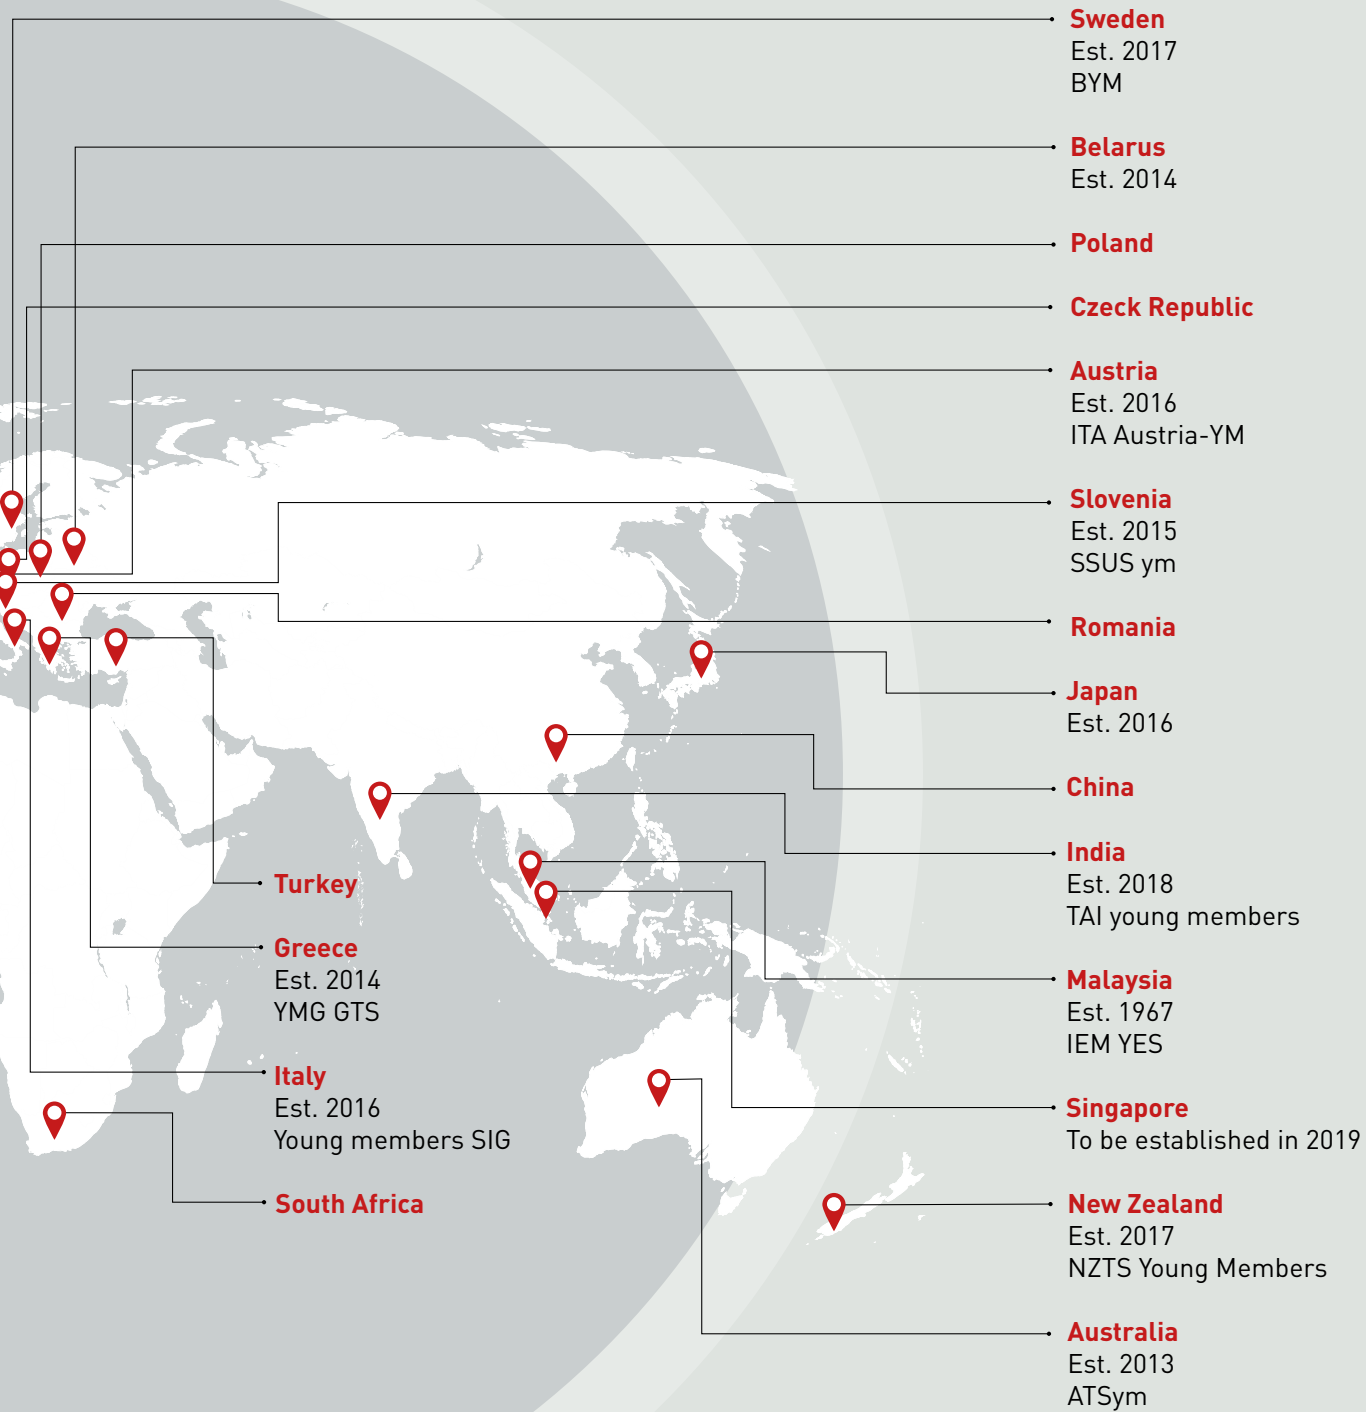 Sweden
Est. 2017
BYM
Belarus
Est. 2014
Poland
Czeck Republic
Austria
Est. 2016
ITA Austria-YM
Slovenia
Est. 2015
SSUS ym
Romania
Japan
Est. 2016
China
India
Est. 2018
TAI young members
Malaysia
Est. 1967
IEM YES
Singapore
To be established in 2019
New Zealand
Est. 2017
NZTS Young Members
Australia
Est. 2013
ATSym
Turkey
Greece
Est. 2014
YMG GTS
Italy
Est. 2016
Young members SIG
South Africa